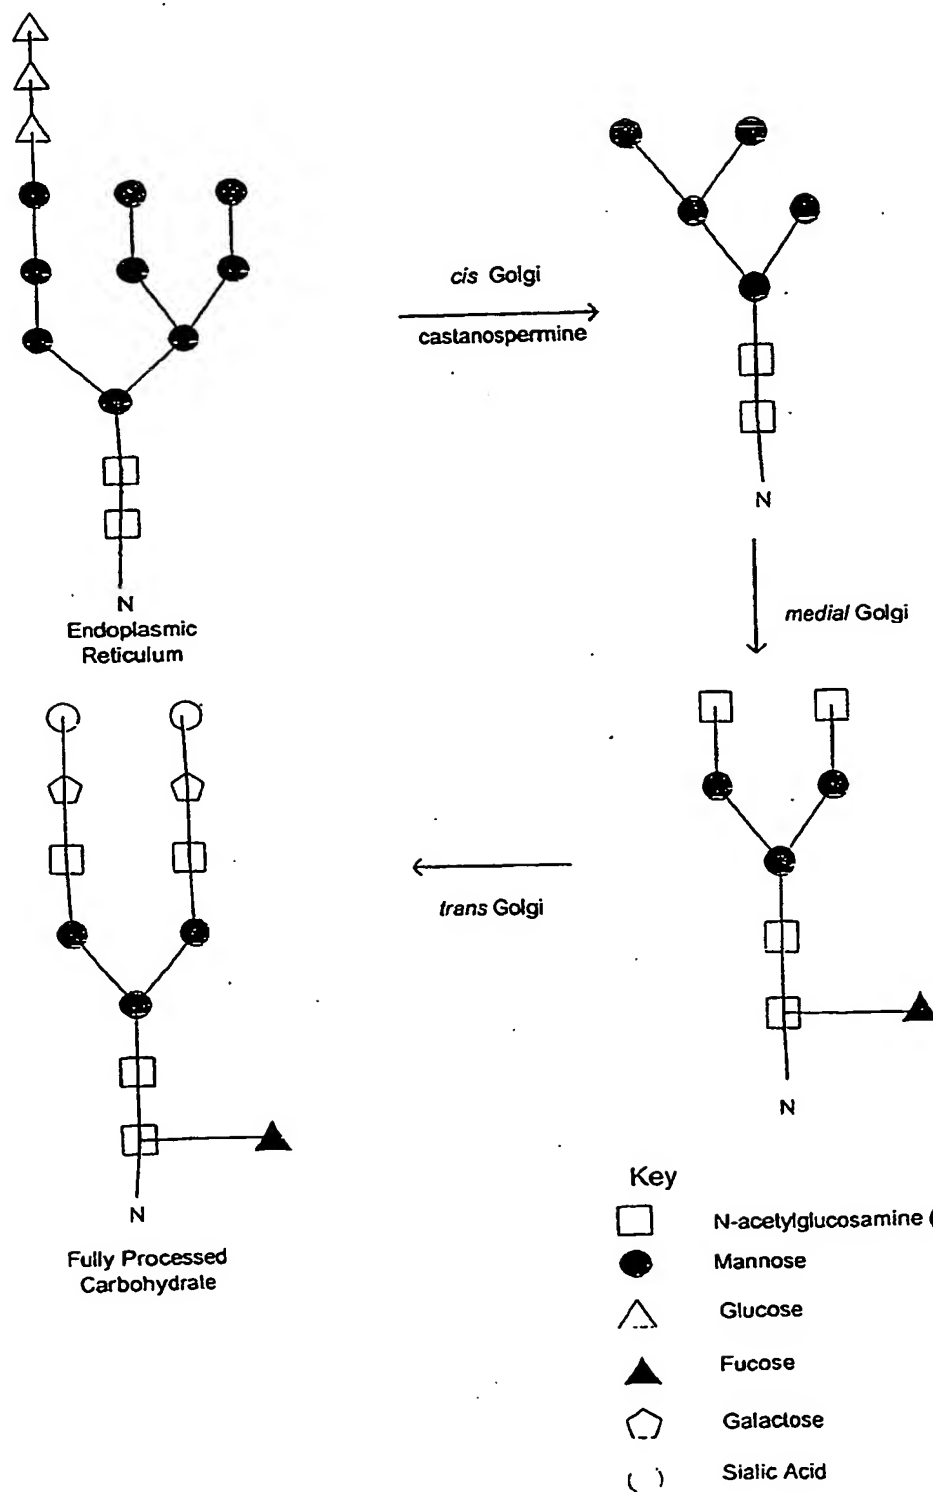 cis Golgi
castanospermine
N
Endoplasmic
Reticulum
N
medial Golgi
trans Golgi
N
N
Fully Processed
Carbohydrate
Key
N-acetylglucosamine (
Mannose
Glucose
Fucose
Galactose
Sialic Acid